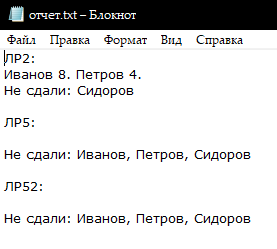 отчет.txt – Блокнот
Файл Правка Формат Вид Справка
ЛР2:
Иванов 8. Петров 4.
Не сдали: Сидоров
ЛР5:
Не сдали: Иванов, Петров, Сидоров
ЛР52:
Не сдали: Иванов, Петров, Сидоров